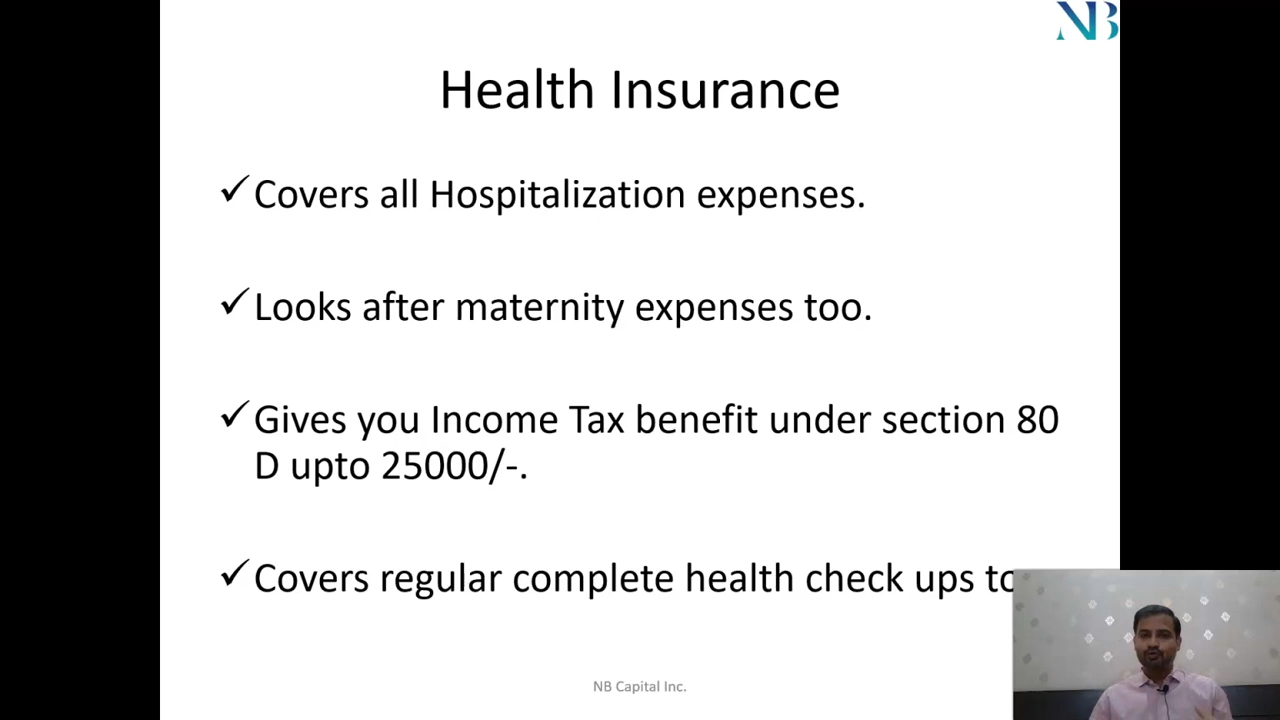 NB
Health Insurance
✓Covers all Hospitalization expenses.
✓Looks after maternity expenses too.
✓Gives you Income Tax benefit under section 80
D upto 25000/-.
✓Covers regular complete health check ups
NB Capital Inc.